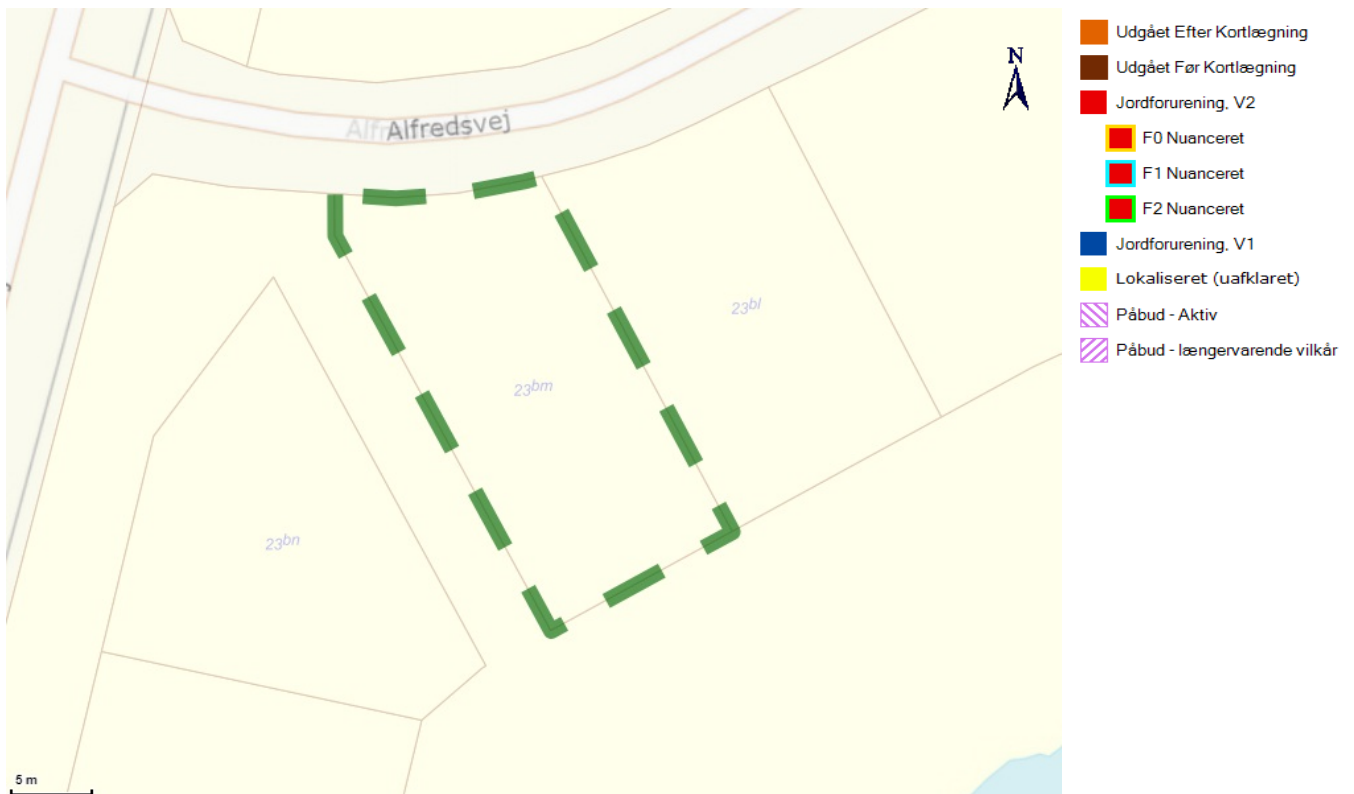 N
Alfredsvej
23bl
23bm
23bn
5 m
Udgået Efter Kortlægning
Udgået Før Kortlægning
Jordforurening, V2
F0 Nuanceret
F1 Nuanceret
F2 Nuanceret
Jordforurening, V1
Lokaliseret (uafklaret)
Påbud - Aktiv
Påbud - længervarende vilkår